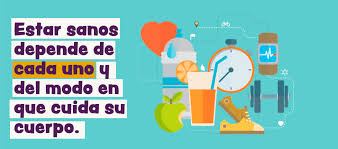 Estar sanos
depende de
cada uno y
del modo en
que cuida su
cuerpo.